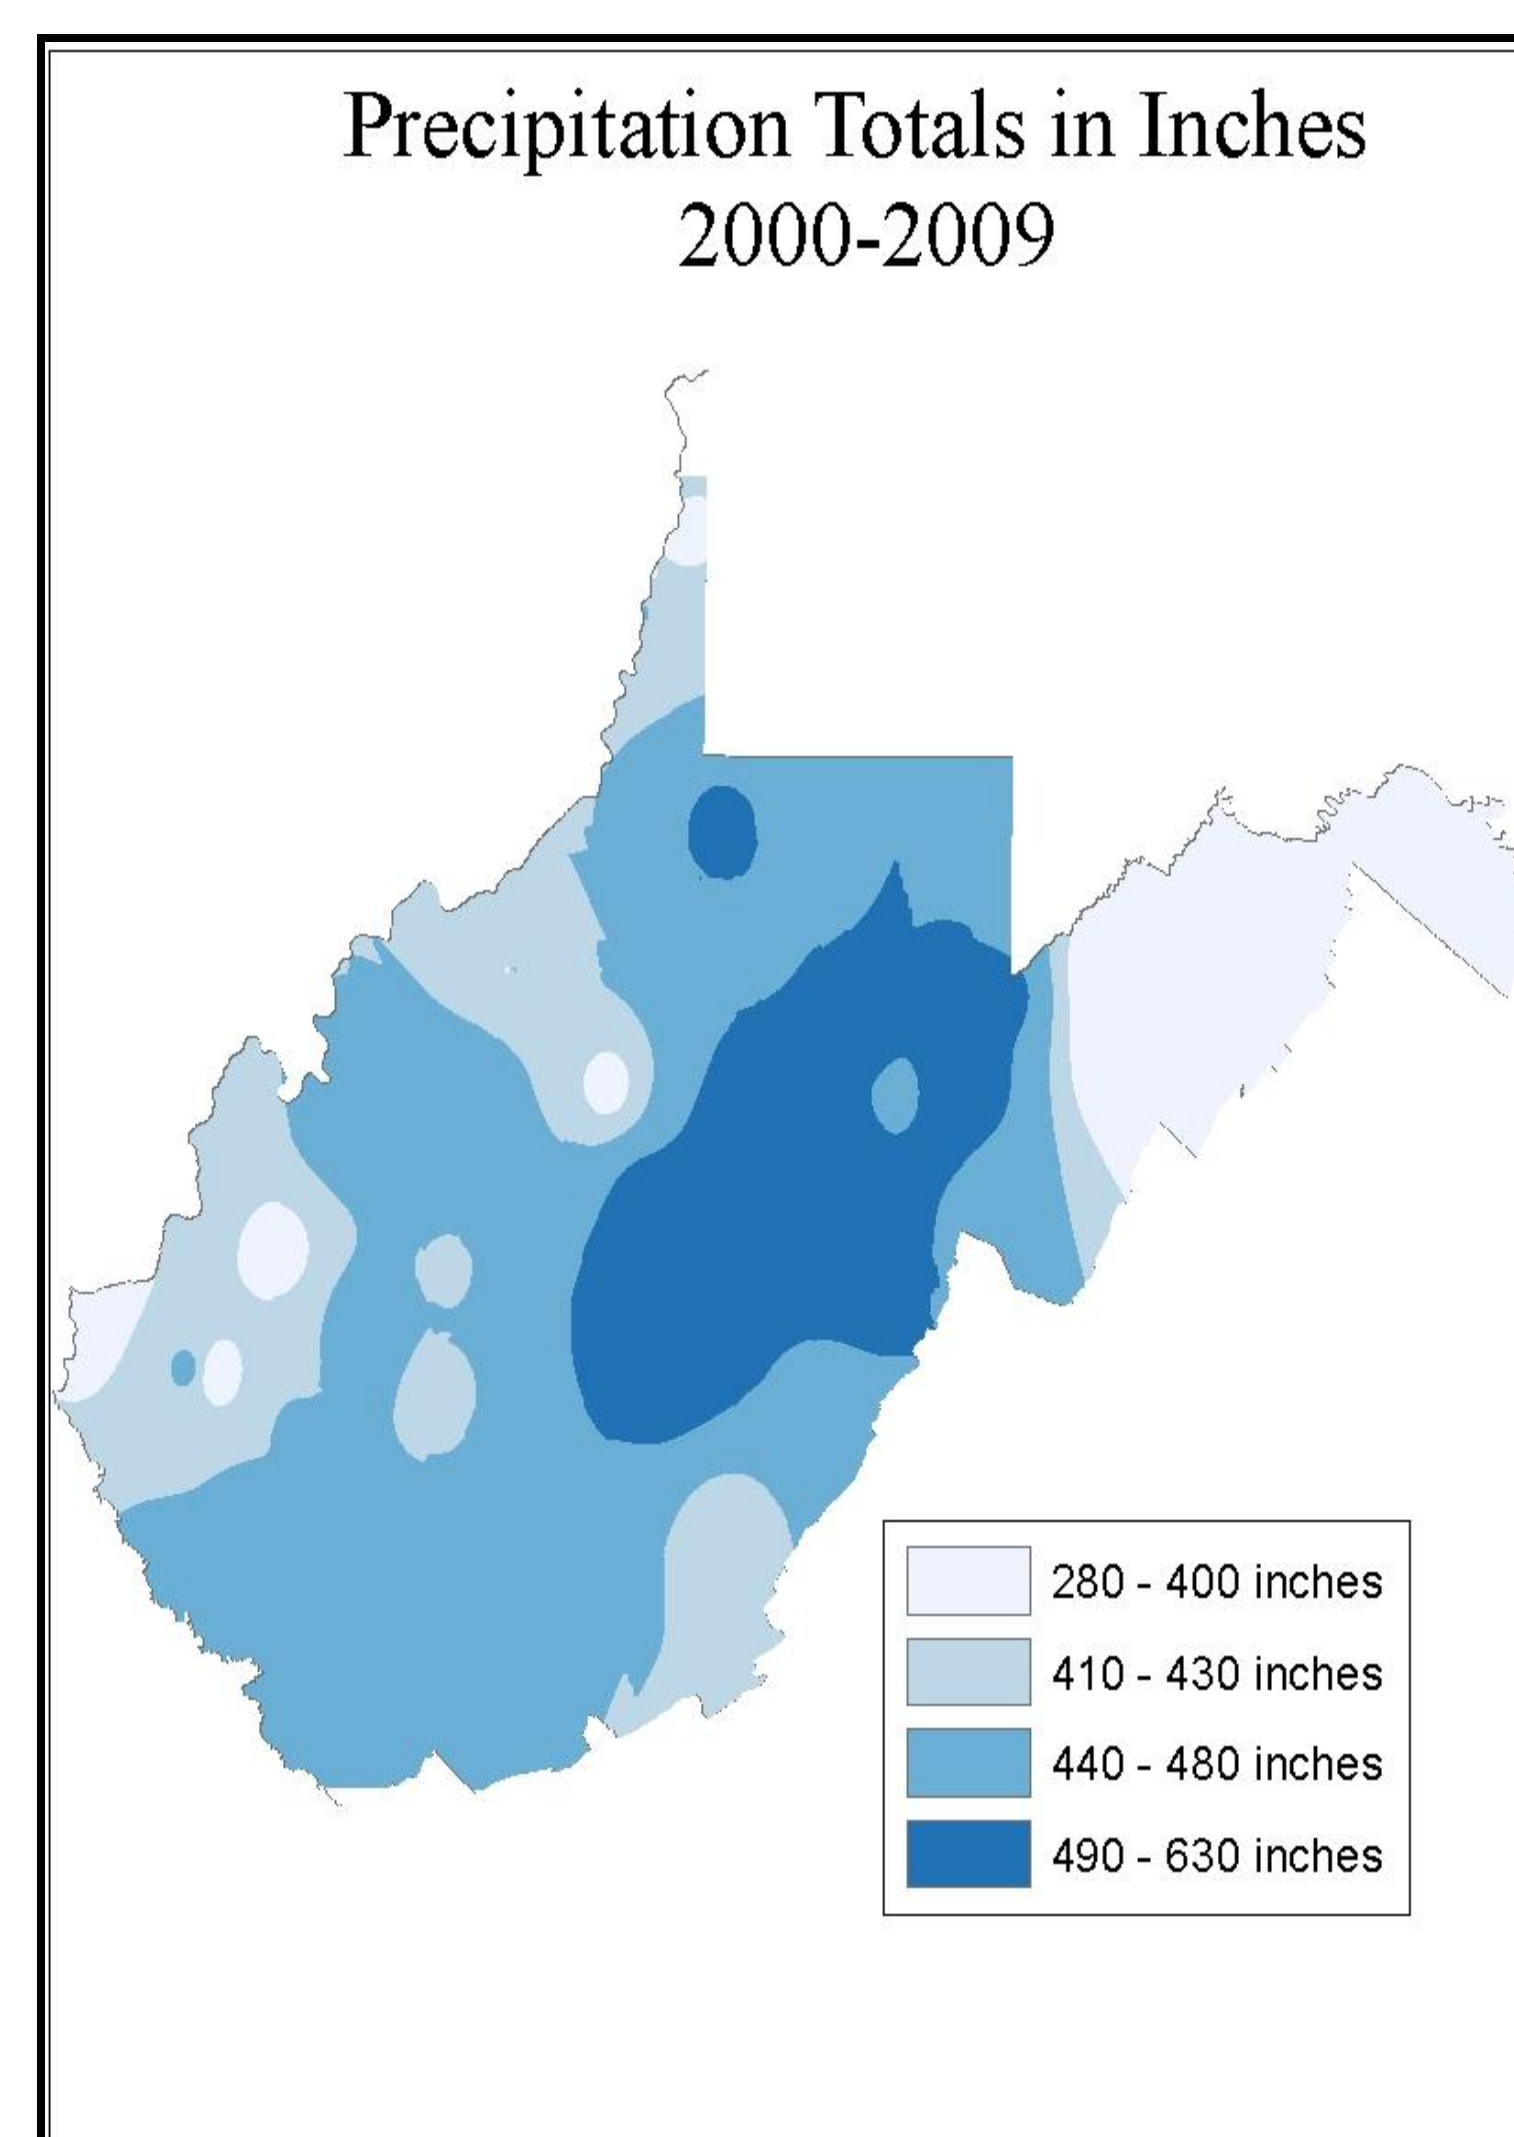 Precipitation Totals in Inches
2000-2009
280 - 400 inches
410 - 430 inches
440 - 480 inches
490 - 630 inches